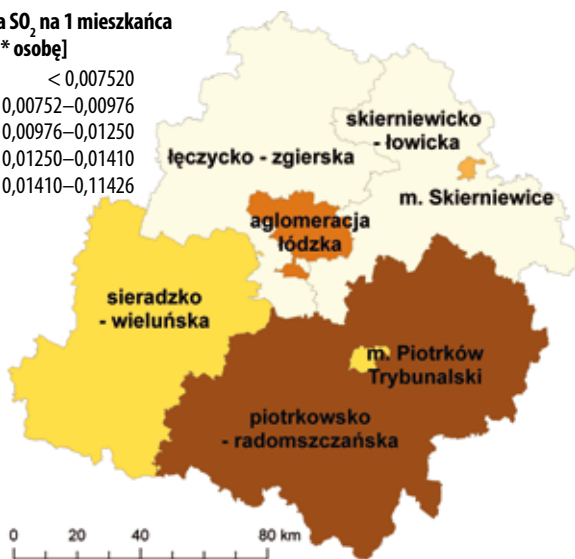 a SO₂ na 1 mieszkańca
* osobę]
< 0,007520
0,00752–0,00976
0,00976–0,01250
0,01250–0,01410
0,01410–0,11426
skierniewicko
- łowicka
łęczycko - zgierska
m. Skierniewice
aglomeracja
łódzka
sieradzko
- wieluńska
m. Piotrków
Trybunalski
piotrkowsko
- radomszczańska
0 20 40 80 km